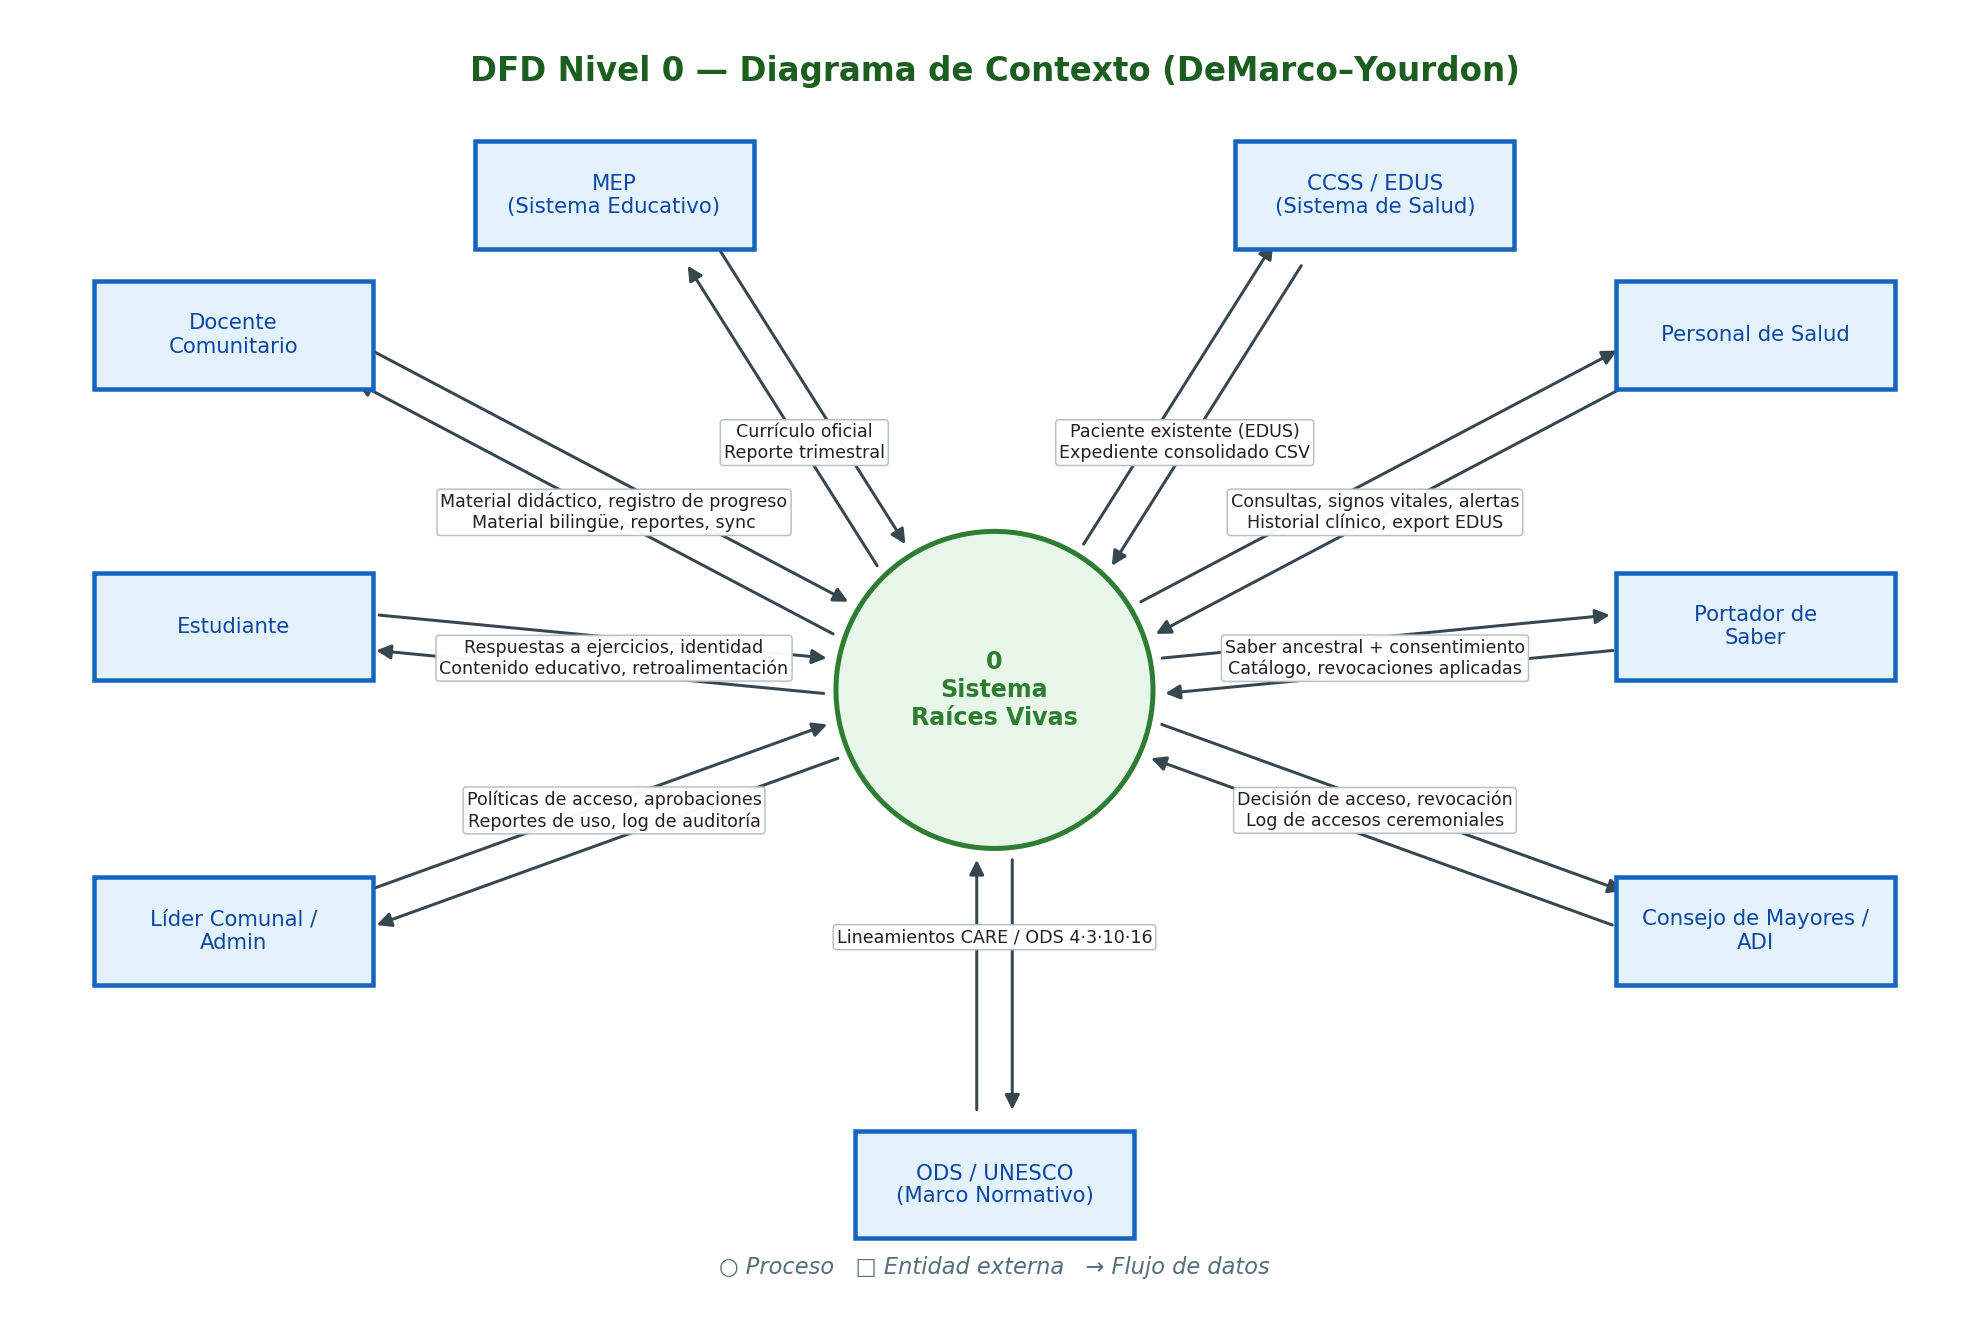 DFD Nivel 0 — Diagrama de Contexto (DeMarco–Yourdon)
MEP
(Sistema Educativo)
CCSS / EDUS
(Sistema de Salud)
Docente
Comunitario
Personal de Salud
Currículo oficial
Reporte trimestral
Paciente existente (EDUS)
Expediente consolidado CSV
Material didáctico, registro de progreso
Material bilingüe, reportes, sync
Consultas, signos vitales, alertas
Historial clínico, export EDUS
Estudiante
Respuestas a ejercicios, identidad
Contenido educativo, retroalimentación
0
Sistema
Raíces Vivas
Saber ancestral + consentimiento
Catálogo, revocaciones aplicadas
Portador de
Saber
Políticas de acceso, aprobaciones
Reportes de uso, log de auditoría
Decisión de acceso, revocación
Log de accesos ceremoniales
Líder Comunal /
Admin
Lineamientos CARE / ODS 4·3·10·16
Consejo de Mayores /
ADI
ODS / UNESCO
(Marco Normativo)
○ Proceso   □ Entidad externa   → Flujo de datos